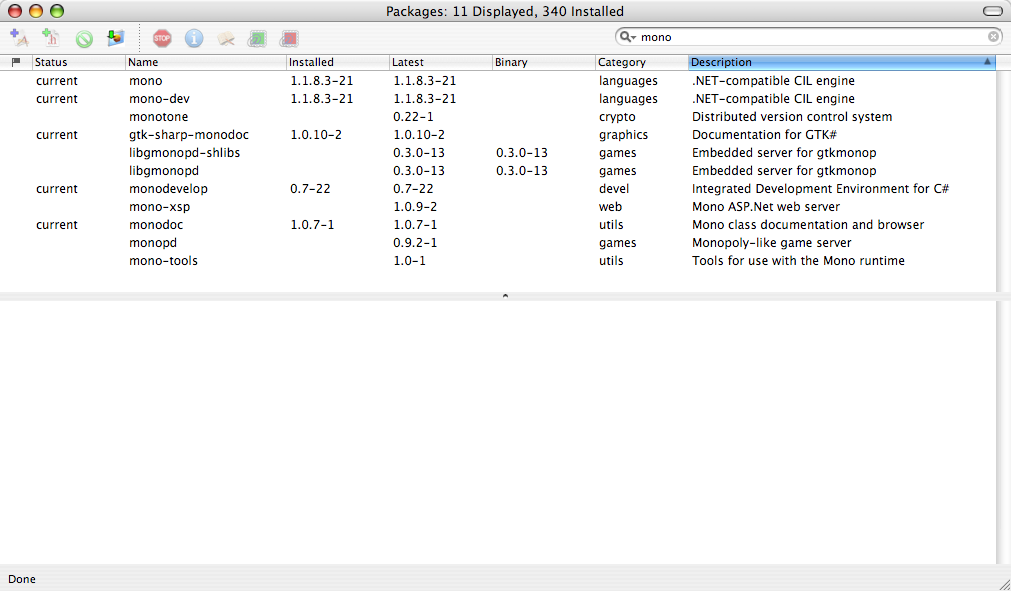 Packages: 11 Displayed, 340 Installed
STOP mono
Status Name Installed Latest Binary Category Description
current mono 1.1.8.3-21 1.1.8.3-21 languages .NET-compatible CIL engine
current mono-dev 1.1.8.3-21 1.1.8.3-21 languages .NET-compatible CIL engine
monotone 0.22-1 crypto Distributed version control system
current gtk-sharp-monodoc 1.0.10-2 1.0.10-2 graphics Documentation for GTK#
libgmonopd-shlibs 0.3.0-13 0.3.0-13 games Embedded server for gtkmonop
libgmonopd 0.3.0-13 0.3.0-13 games Embedded server for gtkmonop
current monodevelop 0.7-22 0.7-22 devel Integrated Development Environment for C#
mono-xsp 1.0.9-2 web Mono ASP.Net web server
current monodoc 1.0.7-1 1.0.7-1 utils Mono class documentation and browser
monopd 0.9.2-1 games Monopoly-like game server
mono-tools 1.0-1 utils Tools for use with the Mono runtime
Done